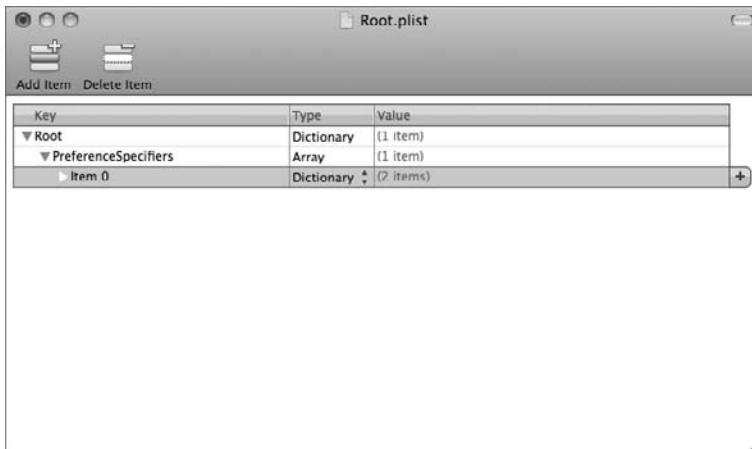 Root.plist
Add Item Delete Item
Key Type Value
Root Dictionary (1 item)
PreferenceSpecifiers Array (1 item)
Item 0 Dictionary (2 items)